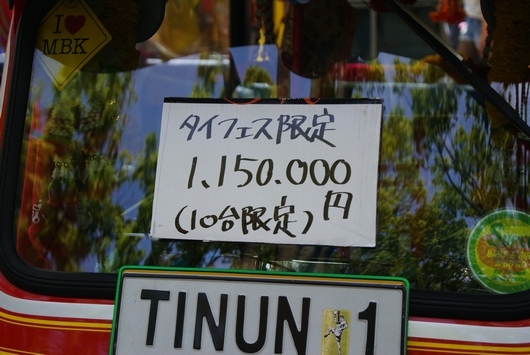 I ♥ MBK
タイフェス限定
1,150.000円
(10台限定)
TINUN 1